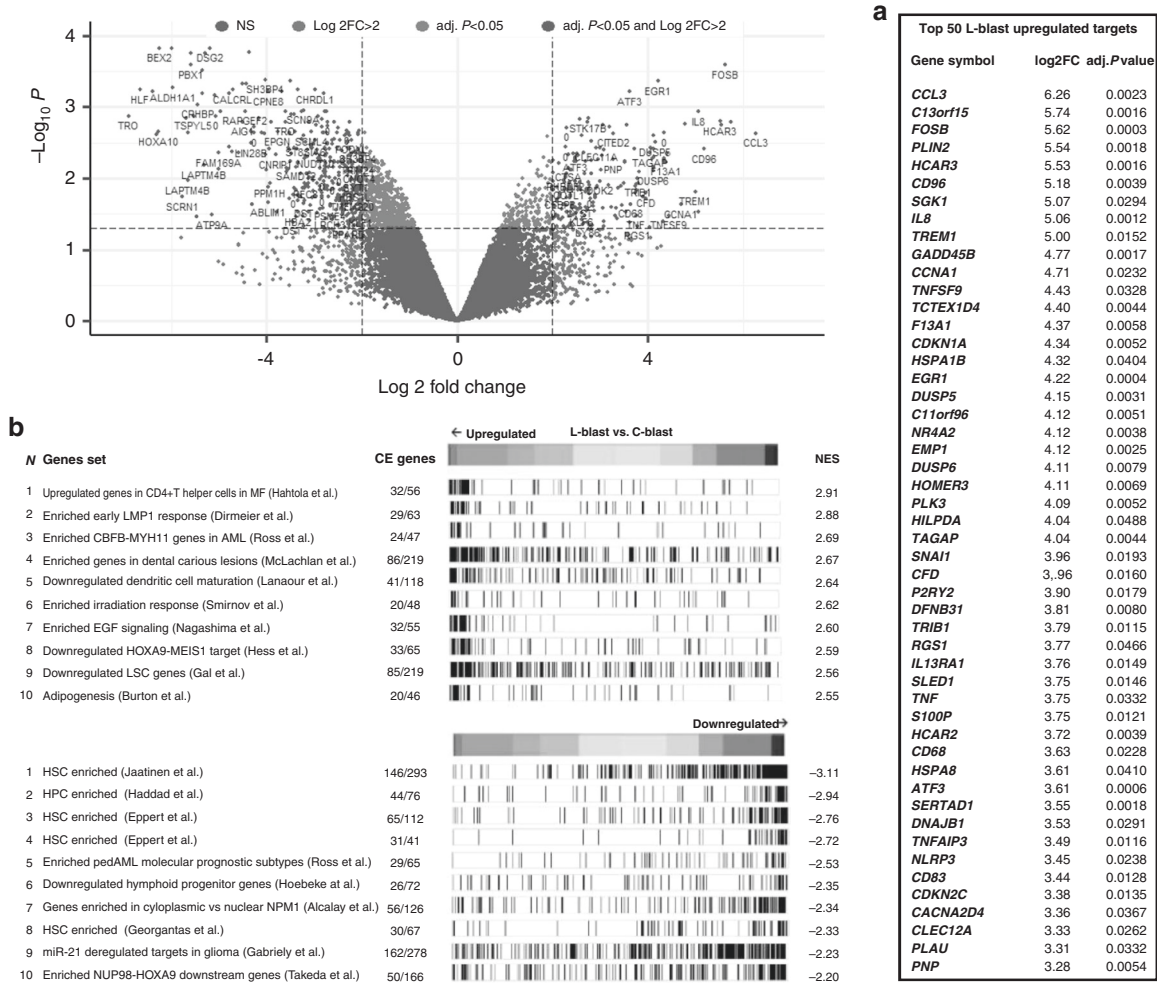 NS
Log 2FC>2
adj. P<0.05
adj. P<0.05 and Log 2FC>2
4
3
2
1
0
–Log10 P
BEX2
DSG2
PBX1
HLF
ALDH1A1
CALCRL
SH3BP4
CPNE8
CHRDL1
TRO
CRHBP
TSPYL5
RAPGEF2
SCN9A
HOXA10
AIG1
TRO
EPGN
LIN28B
FAM169A
CNRIP1
LAPTM4B
LAPTM4B
PPM1H
SCRN1
ABLIM1
ATP9A
FOSB
EGR1
ATF3
IL8
HCAR3
CCL3
STK17B
CITED2
CLEC11A
DUSP5
TAGAP
CD96
ATF3
PNP
F13A1
DUSP6
TRIB1
CFD
TREM1
CD68
CCNA1
TNF
TNFSF9
RGS1
-4
0
4
Log 2 fold change
a
Top 50 L-blast upregulated targets
Gene symbol log2FC adj.Pvalue
CCL3 6.26 0.0023
C13orf15 5.74 0.0016
FOSB 5.62 0.0003
PLIN2 5.54 0.0018
HCAR3 5.53 0.0016
CD96 5.18 0.0039
SGK1 5.07 0.0294
IL8 5.06 0.0012
TREM1 5.00 0.0152
GADD45B 4.77 0.0017
CCNA1 4.71 0.0232
TNFSF9 4.43 0.0328
TCTEX1D4 4.40 0.0044
F13A1 4.37 0.0058
CDKN1A 4.34 0.0052
HSPA1B 4.32 0.0404
EGR1 4.22 0.0004
DUSP5 4.15 0.0031
C11orf96 4.12 0.0051
NR4A2 4.12 0.0038
EMP1 4.12 0.0025
DUSP6 4.11 0.0079
HOMER3 4.11 0.0069
PLK3 4.09 0.0052
HILPDA 4.04 0.0488
TAGAP 4.04 0.0044
SNAI1 3.96 0.0193
CFD 3,.96 0.0160
P2RY2 3.90 0.0179
DFNB31 3.81 0.0080
TRIB1 3.79 0.0115
RGS1 3.77 0.0466
IL13RA1 3.76 0.0149
SLED1 3.75 0.0146
TNF 3.75 0.0332
S100P 3.75 0.0121
HCAR2 3.72 0.0039
CD68 3.63 0.0228
HSPA8 3.61 0.0410
ATF3 3.61 0.0006
SERTAD1 3.55 0.0018
DNAJB1 3.53 0.0291
TNFAIP3 3.49 0.0116
NLRP3 3.45 0.0238
CD83 3.44 0.0128
CDKN2C 3.38 0.0135
CACNA2D4 3.36 0.0367
CLEC12A 3.33 0.0262
PLAU 3.31 0.0332
PNP 3.28 0.0054
b
← Upregulated L-blast vs. C-blast
N Genes set CE genes NES
1 Upregulated genes in CD4+T helper cells in MF (Hahtola et al.) 32/56 2.91
2 Enriched early LMP1 response (Dirmeier et al.) 29/63 2.88
3 Enriched CBFB-MYH11 genes in AML (Ross et al.) 24/47 2.69
4 Enriched genes in dental carious lesions (McLachlan et al.) 86/219 2.67
5 Downregulated dendritic cell maturation (Lanaour et al.) 41/118 2.64
6 Enriched irradiation response (Smirnov et al.) 20/48 2.62
7 Enriched EGF signaling (Nagashima et al.) 32/55 2.60
8 Downregulated HOXA9-MEIS1 target (Hess et al.) 33/65 2.59
9 Downregulated LSC genes (Gal et al.) 85/219 2.56
10 Adipogenesis (Burton et al.) 20/46 2.55
Downregulated→
1 HSC enriched (Jaatinen et al.) 146/293 –3.11
2 HPC enriched (Haddad et al.) 44/76 –2.94
3 HSC enriched (Eppert et al.) 65/112 –2.76
4 HSC enriched (Eppert et al.) 31/41 –2.72
5 Enriched pedAML molecular prognostic subtypes (Ross et al.) 29/65 –2.53
6 Downregulated hymphoid progenitor genes (Hoebeke at al.) 26/72 –2.35
7 Genes enriched in cyloplasmic vs nuclear NPM1 (Alcalay et al.) 56/126 –2.34
8 HSC enriched (Georgantas et al.) 30/67 –2.33
9 miR-21 deregulated targets in glioma (Gabriely et al.) 162/278 –2.23
10 Enriched NUP98-HOXA9 downstream genes (Takeda et al.) 50/166 –2.20